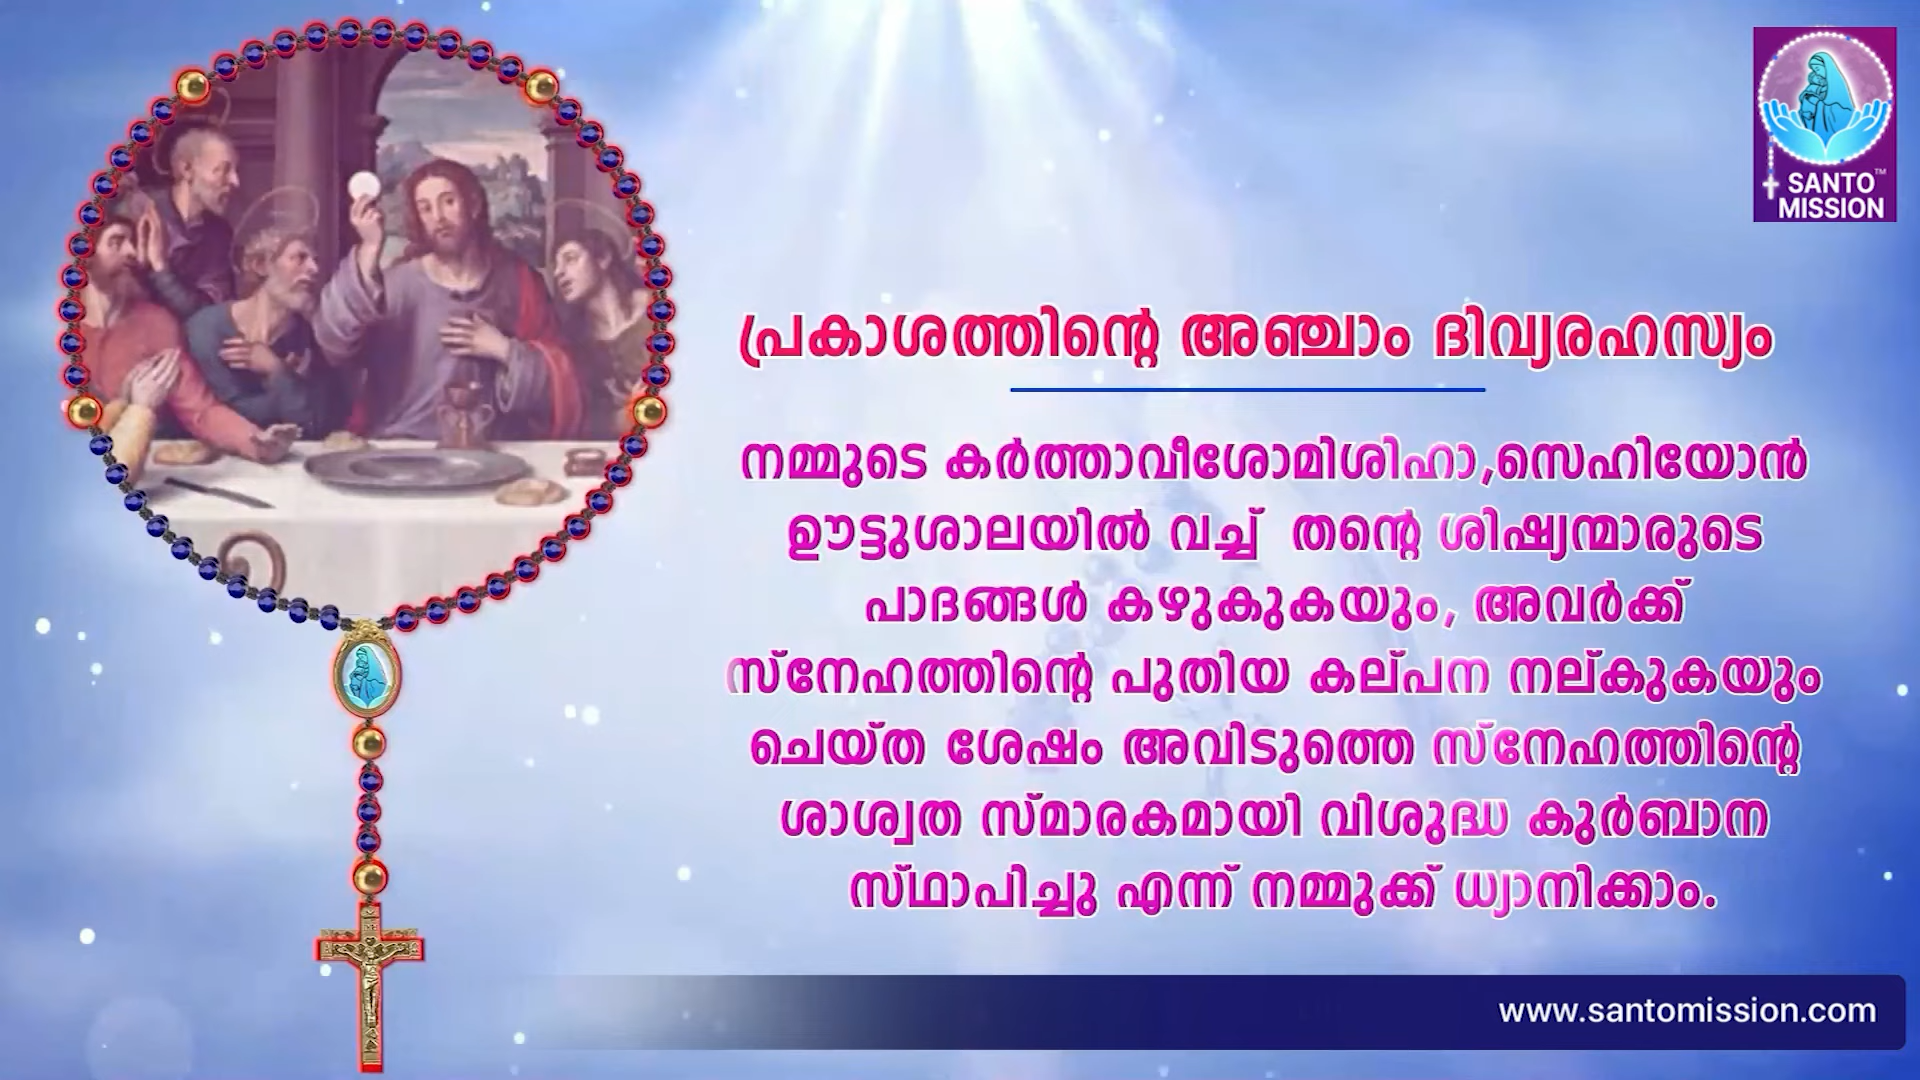 SANTO™
MISSION
പ്രകാശത്തിന്റെ അഞ്ചാം ദിവ്യരഹസ്യം
നമ്മുടെ കർത്താവീശോമിശിഹാ,സെഹിയോൻ
ഊട്ടുശാലയിൽ വച്ച് തന്റെ ശിഷ്യന്മാരുടെ
പാദങ്ങൾ കഴുകുകയും, അവർക്ക്
സ്നേഹത്തിന്റെ പുതിയ കല്പന നല്കുകയും
ചെയ്ത ശേഷം അവിടുത്തെ സ്നേഹത്തിന്റെ
ശാശ്വത സ്മാരകമായി വിശുദ്ധ കുർബാന
സ്ഥാപിച്ചു എന്ന് നമ്മുക്ക് ധ്യാനിക്കാം.
www.santomission.com